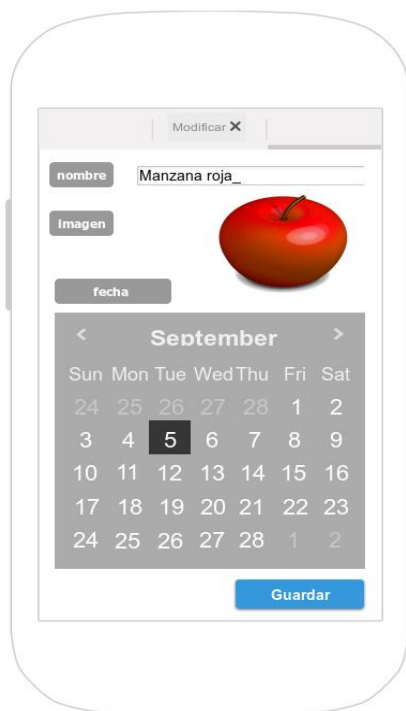 Modificar ✕
nombre Manzana roja_
imagen
fecha
< September >
Sun Mon Tue Wed Thu Fri Sat
24 25 26 27 28 1 2
3 4 5 6 7 8 9
10 11 12 13 14 15 16
17 18 19 20 21 22 23
24 25 26 27 28 1 2
Guardar